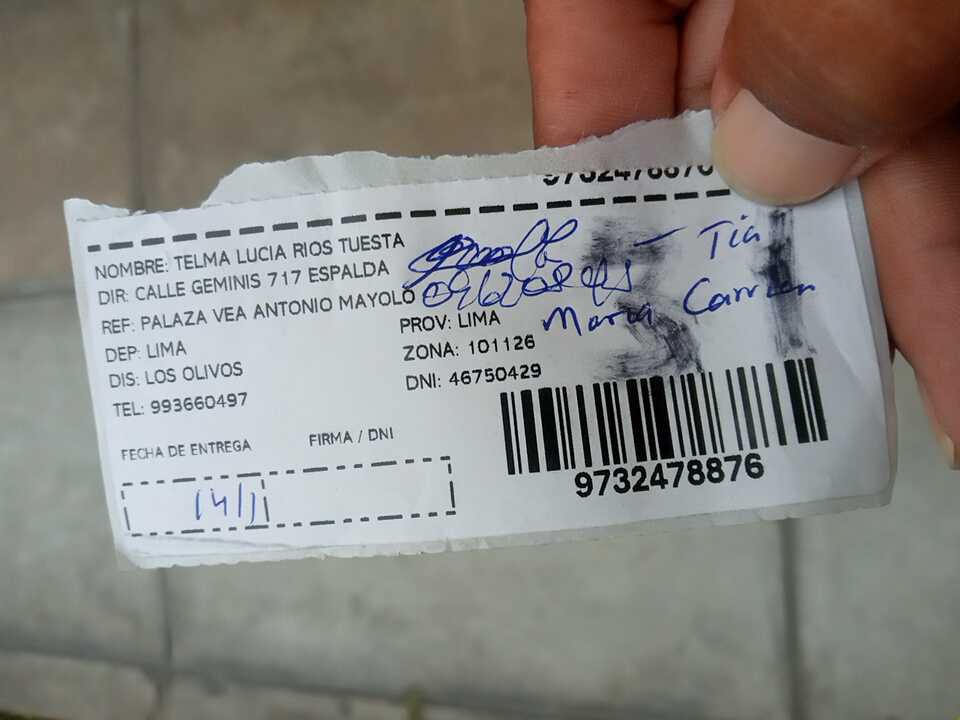 9732478876
NOMBRE: TELMA LUCIA RIOS TUESTA
DIR: CALLE GEMINIS 717 ESPALDA
REF: PALAZA VEA ANTONIO MAYOLO
DEP: LIMA
PROV: LIMA
DIS: LOS OLIVOS
ZONA: 101126
TEL: 993660497
DNI: 46750429
— Tia
Maria Carrion
FECHA DE ENTREGA
FIRMA / DNI
14/1
9732478876